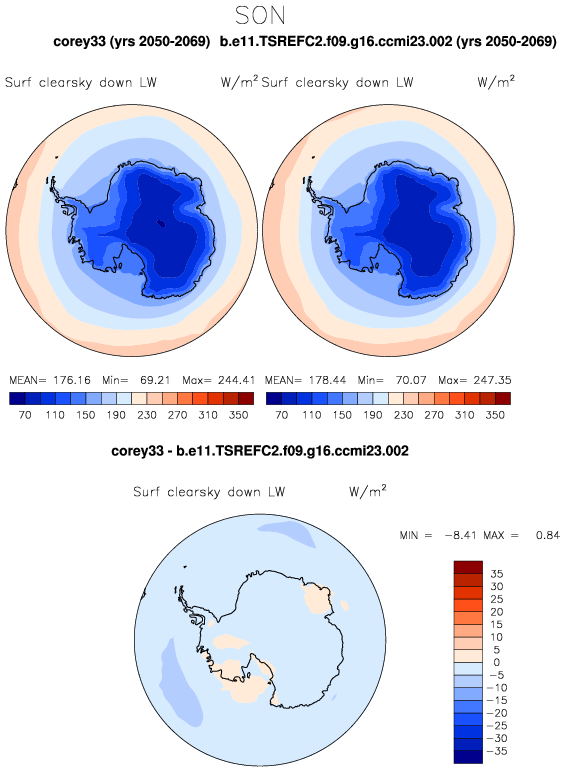 SON
corey33 (yrs 2050-2069) b.e11.TSREFC2.f09.g16.ccmi23.002 (yrs 2050-2069)
Surf clearsky down LW W/m² Surf clearsky down LW W/m²
MEAN= 176.16 Min= 69.21 Max= 244.41 MEAN= 178.44 Min= 70.07 Max= 247.35
70 110 150 190 230 270 310 350 70 110 150 190 230 270 310 350
corey33 - b.e11.TSREFC2.f09.g16.ccmi23.002
Surf clearsky down LW W/m²
MIN = -8.41 MAX = 0.84
35
30
25
20
15
10
5
0
-5
-10
-15
-20
-25
-30
-35